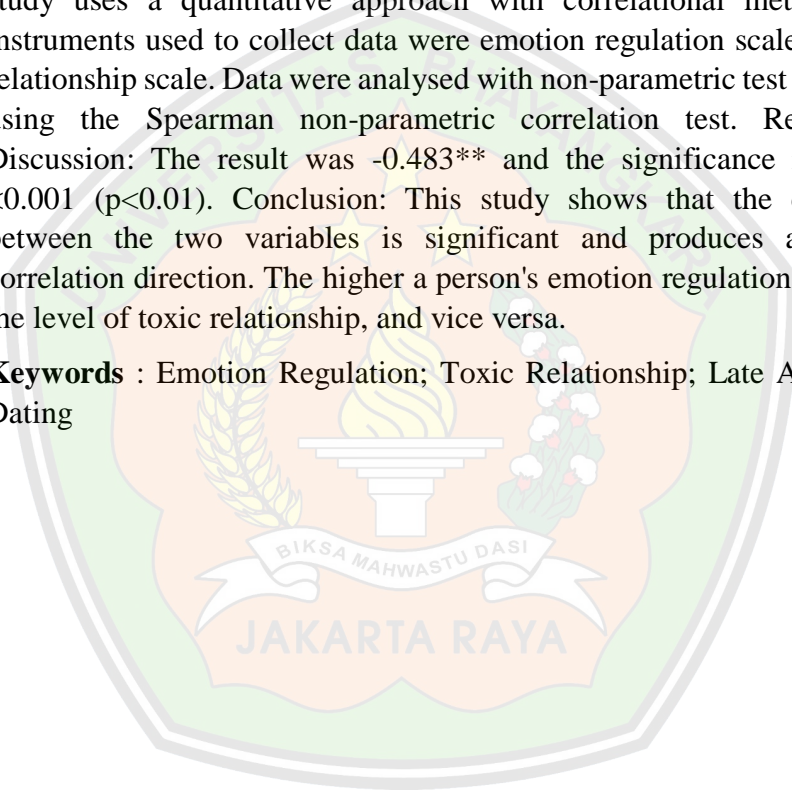 study uses a quantitative approach with correlational met
instruments used to collect data were emotion regulation scale
relationship scale. Data were analysed with non-parametric test
using the Spearman non-parametric correlation test. Re
Discussion: The result was -0.483** and the significance
<0.001 (p<0.01). Conclusion: This study shows that the
between the two variables is significant and produces a
correlation direction. The higher a person's emotion regulation
the level of toxic relationship, and vice versa.
Keywords : Emotion Regulation; Toxic Relationship; Late A
Dating
UNIVERSITAS BHAYANGKARA
BIKSA MAHWASTU DASI
JAKARTA RAYA